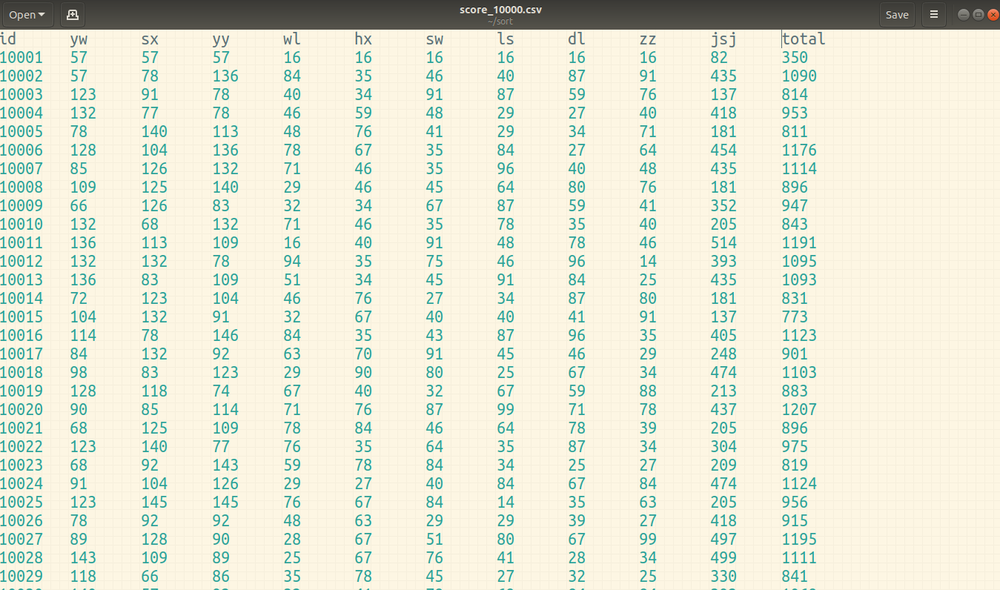 Open
score_10000.csv
~/sort
Save
id yw sx yy wl hx sw ls dl zz jsj total
10001 57 57 57 16 16 16 16 16 16 82 350
10002 57 78 136 84 35 46 40 87 91 435 1090
10003 123 91 78 40 34 91 87 59 76 137 814
10004 132 77 78 46 59 48 29 27 40 418 953
10005 78 140 113 48 76 41 29 34 71 181 811
10006 128 104 136 78 67 35 84 27 64 454 1176
10007 85 126 132 71 46 35 96 40 48 435 1114
10008 109 125 140 29 46 45 64 80 76 181 896
10009 66 126 83 32 34 67 87 59 41 352 947
10010 132 68 132 71 46 35 78 35 40 205 843
10011 136 113 109 16 40 91 48 78 46 514 1191
10012 132 132 78 94 35 75 46 96 14 393 1095
10013 136 83 109 51 34 45 91 84 25 435 1093
10014 72 123 104 46 76 27 34 87 80 181 831
10015 104 132 91 32 67 40 40 41 91 137 773
10016 114 78 146 84 35 43 87 96 35 405 1123
10017 84 132 92 63 70 91 45 46 29 248 901
10018 98 83 123 29 90 80 25 67 34 474 1103
10019 128 118 74 67 40 32 67 59 88 213 883
10020 90 85 114 71 76 87 99 71 78 437 1207
10021 68 125 109 78 84 46 64 78 39 205 896
10022 123 140 77 76 35 64 35 87 34 304 975
10023 68 92 143 59 78 84 34 25 27 209 819
10024 91 104 126 29 27 40 84 67 84 474 1124
10025 123 145 145 76 67 84 14 35 63 205 956
10026 78 92 92 48 63 29 29 39 27 418 915
10027 89 128 90 28 67 51 80 67 99 497 1195
10028 143 109 89 25 67 76 41 28 34 499 1111
10029 118 66 86 35 78 45 27 32 25 330 841